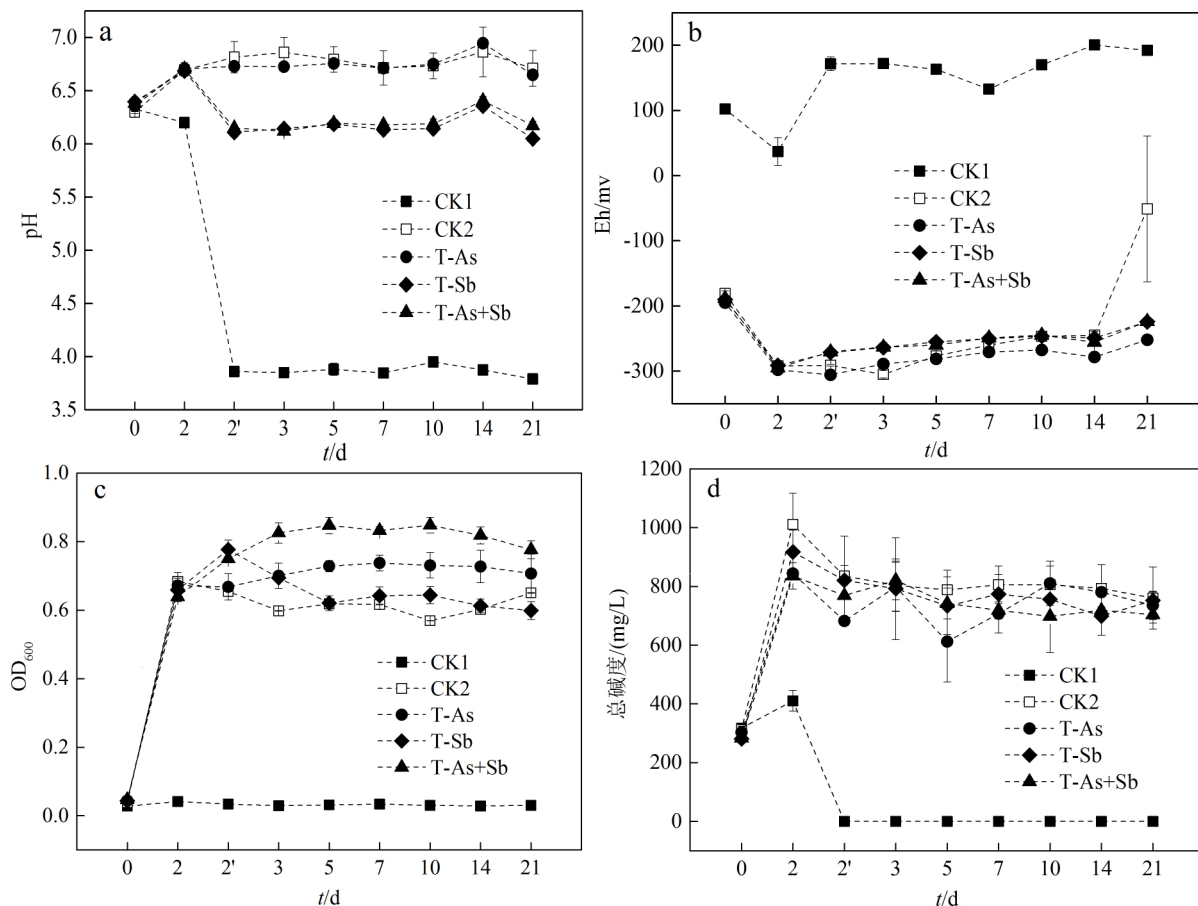 a
7.0
6.5
6.0
5.5
5.0
4.5
4.0
3.5
pH
CK1
CK2
T-As
T-Sb
T-As+Sb
0 2 2' 3 5 7 10 14 21
t/d
b
200
100
0
-100
-200
-300
Eh/mv
CK1
CK2
T-As
T-Sb
T-As+Sb
0 2 2' 3 5 7 10 14 21
t/d
c
1.0
0.8
0.6
0.4
0.2
0.0
OD600
CK1
CK2
T-As
T-Sb
T-As+Sb
0 2 2' 3 5 7 10 14 21
t/d
d
1200
1000
800
600
400
200
0
总碱度/(mg/L)
CK1
CK2
T-As
T-Sb
T-As+Sb
0 2 2' 3 5 7 10 14 21
t/d